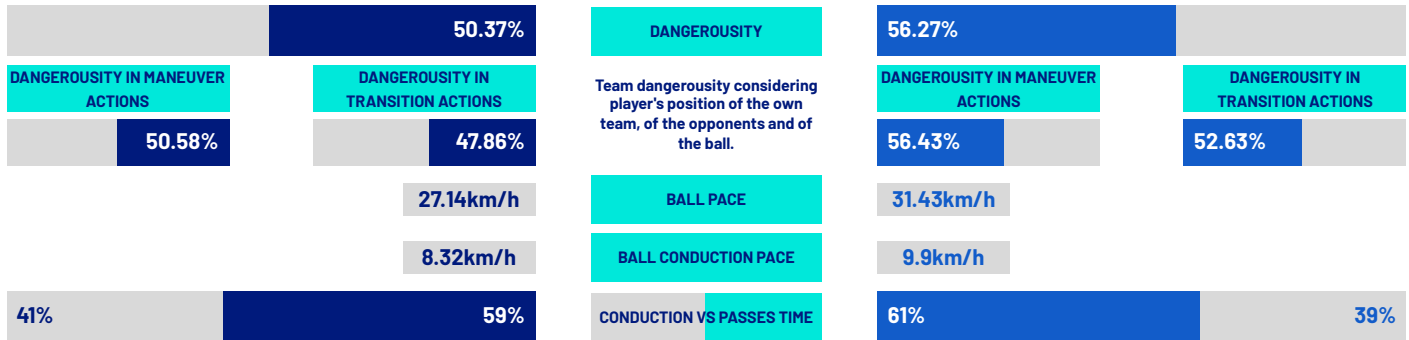 50.37%
DANGEROUSITY
56.27%
DANGEROUSITY IN MANEUVER
ACTIONS
DANGEROUSITY IN
TRANSITION ACTIONS
Team dangerousity considering
player's position of the own
team, of the opponents and of
the ball.
DANGEROUSITY IN MANEUVER
ACTIONS
DANGEROUSITY IN
TRANSITION ACTIONS
50.58%
47.86%
56.43%
52.63%
27.14km/h
BALL PACE
31.43km/h
8.32km/h
BALL CONDUCTION PACE
9.9km/h
41%
59%
CONDUCTION VS PASSES TIME
61%
39%